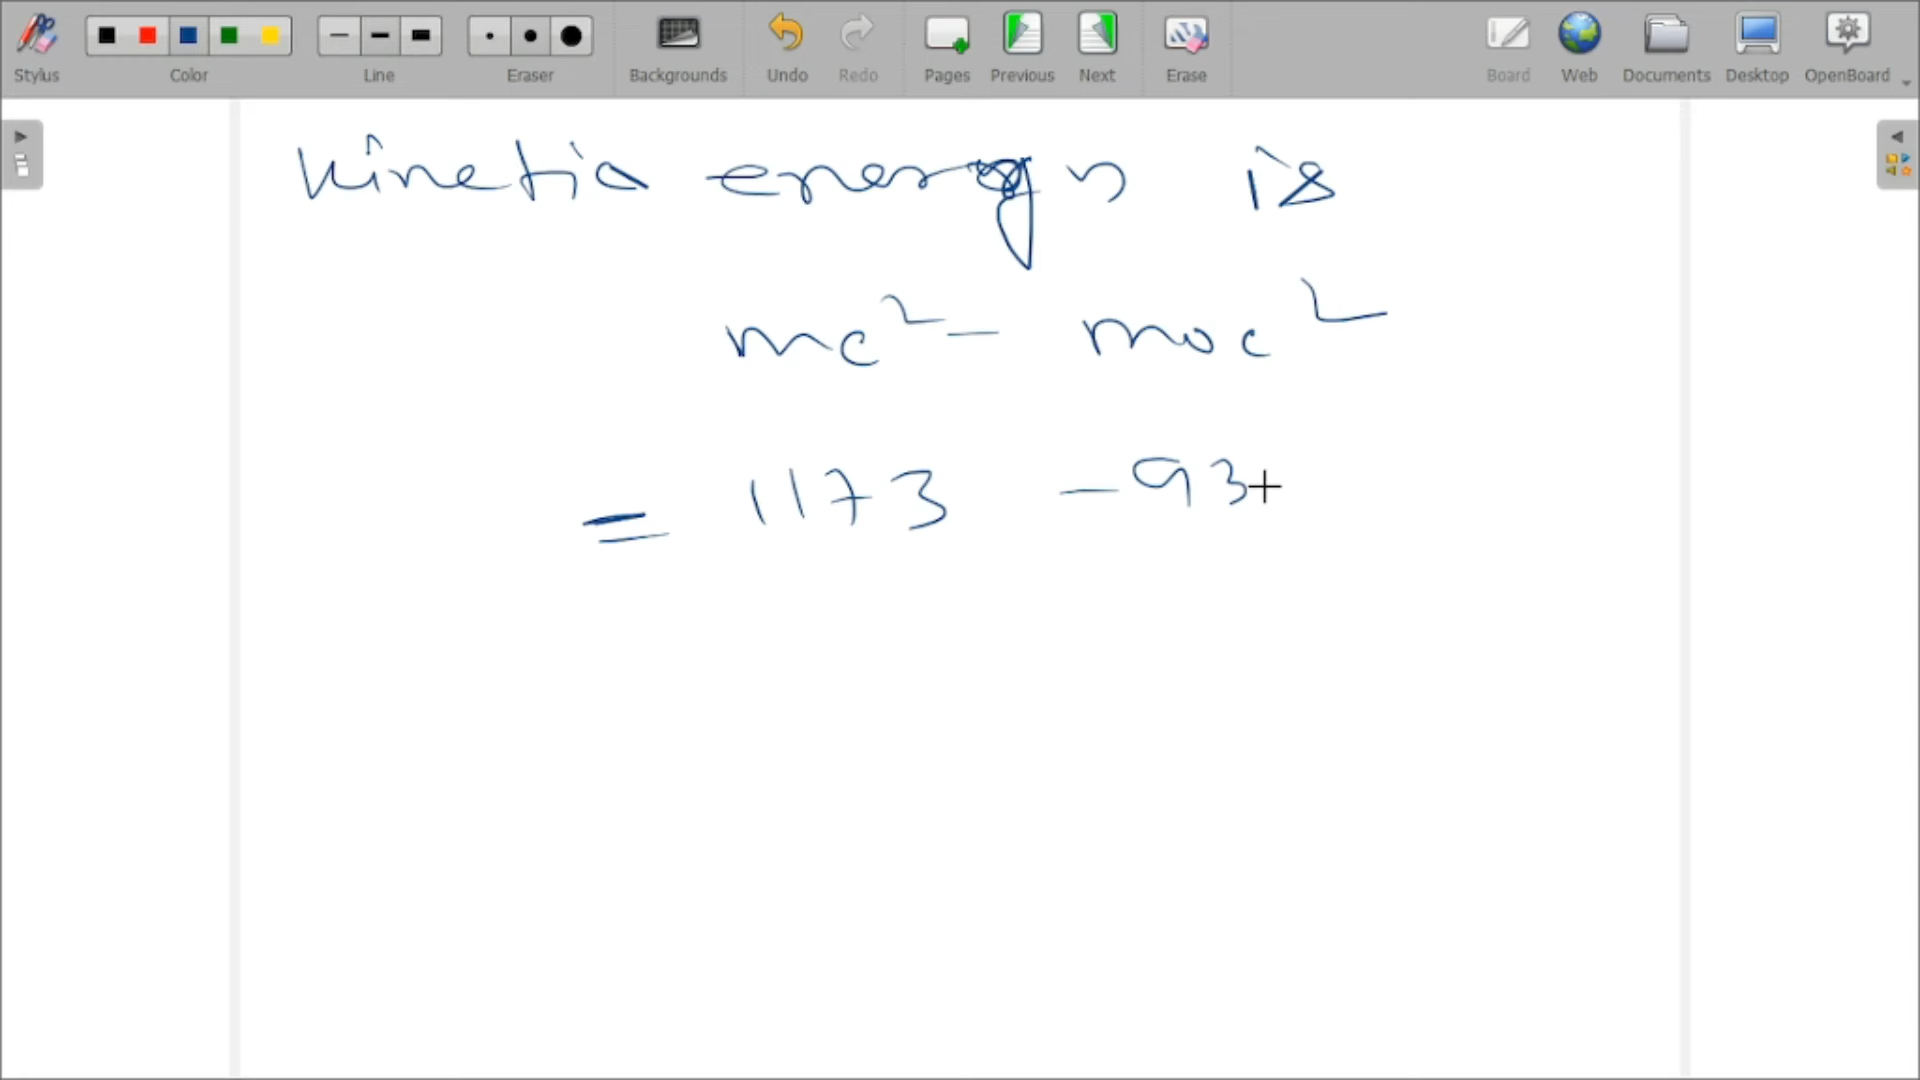 Stylus Color Line Eraser Backgrounds Undo Redo Pages Previous Next Erase Board Web Documents Desktop OpenBoard
Kinetic energy is
mc² - moc²
= 1173 - 93